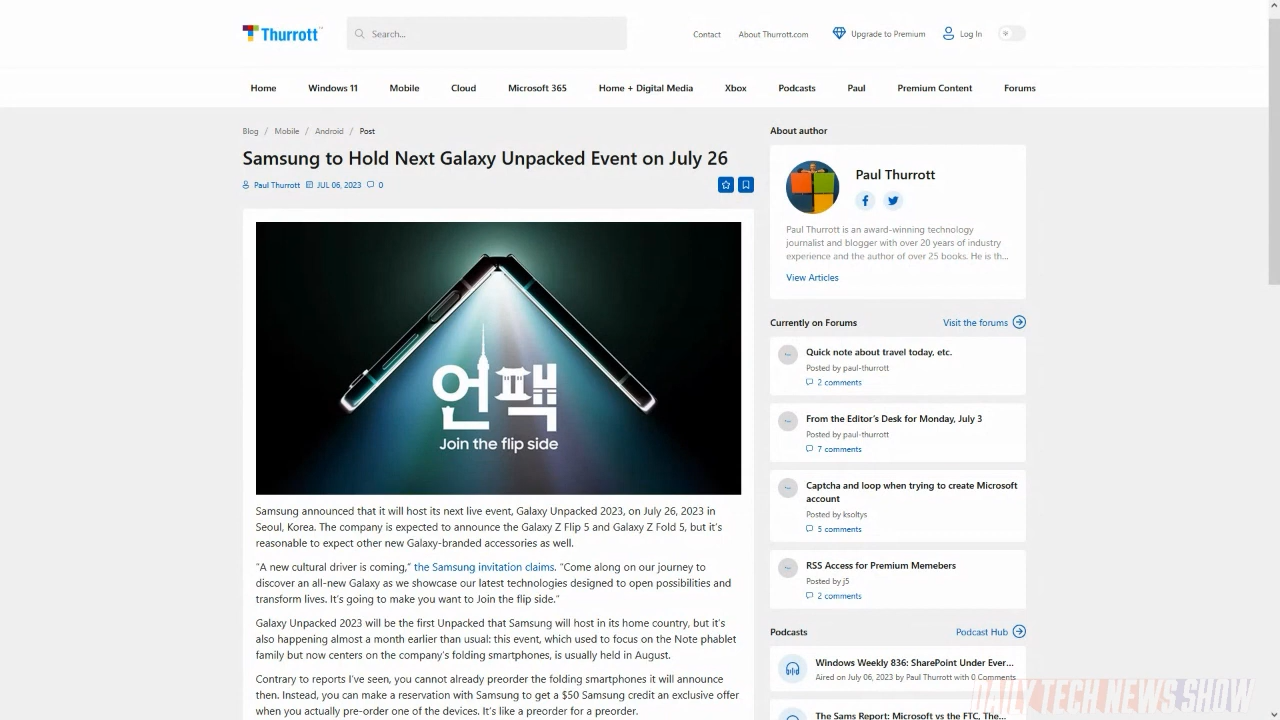 Thurrott
Search...
Contact
About Thurrott.com
Upgrade to Premium
Log In
Home
Windows 11
Mobile
Cloud
Microsoft 365
Home + Digital Media
Xbox
Podcasts
Paul
Premium Content
Forums
Blog / Mobile / Android / Post
Samsung to Hold Next Galaxy Unpacked Event on July 26
Paul Thurrott JUL 06, 2023 0
언팩
Join the flip side
Samsung announced that it will host its next live event, Galaxy Unpacked 2023, on July 26, 2023 in
Seoul, Korea. The company is expected to announce the Galaxy Z Flip 5 and Galaxy Z Fold 5, but it's
reasonable to expect other new Galaxy-branded accessories as well.
"A new cultural driver is coming," the Samsung invitation claims. "Come along on our journey to
discover an all-new Galaxy as we showcase our latest technologies designed to open possibilities and
transform lives. It's going to make you want to Join the flip side."
Galaxy Unpacked 2023 will be the first Unpacked that Samsung will host in its home country, but it's
also happening almost a month earlier than usual: this event, which used to focus on the Note phablet
family but now centers on the company's folding smartphones, is usually held in August.
Contrary to reports I've seen, you cannot already preorder the folding smartphones it will announce
then. Instead, you can make a reservation with Samsung to get a $50 Samsung credit an exclusive offer
when you actually pre-order one of the devices. It's like a preorder for a preorder.
About author
Paul Thurrott
Paul Thurrott is an award-winning technology
journalist and blogger with over 20 years of industry
experience and the author of over 25 books. He is th...
View Articles
Currently on Forums
Visit the forums
Quick note about travel today, etc.
Posted by paul-thurrott
2 comments
From the Editor's Desk for Monday, July 3
Posted by paul-thurrott
7 comments
Captcha and loop when trying to create Microsoft
account
Posted by ksoltys
5 comments
RSS Access for Premium Memebers
Posted by j5
2 comments
Podcasts
Podcast Hub
Windows Weekly 836: SharePoint Under Ever...
Aired on July 06, 2023 by Paul Thurrott with 0 Comments
The Sams Report: Microsoft vs the FTC, The...
DAILY TECH NEWS SHOW